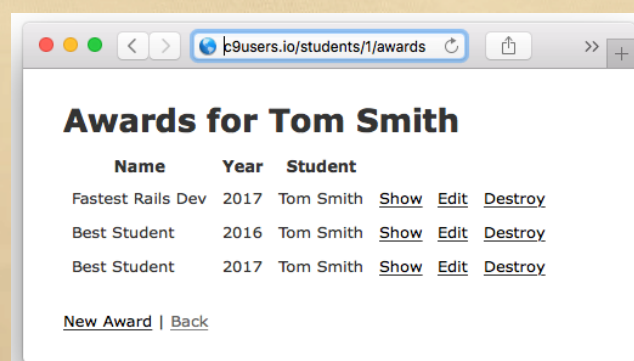 c9users.io/students/1/awards
Awards for Tom Smith
Name Year Student
Fastest Rails Dev 2017 Tom Smith Show Edit Destroy
Best Student 2016 Tom Smith Show Edit Destroy
Best Student 2017 Tom Smith Show Edit Destroy
New Award | Back